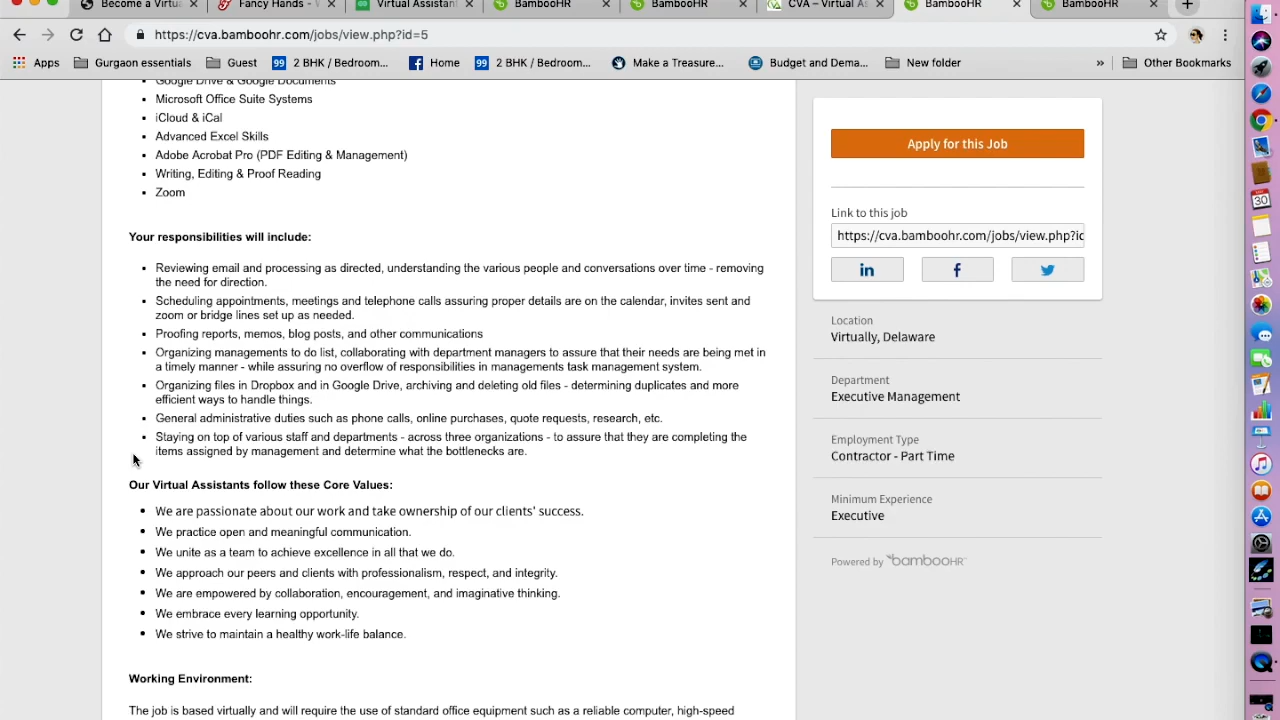 Become a Virtua
Fancy Hands - V
Virtual Assistant
BambooHR
BambooHR
CVA – Virtual As
BambooHR
BambooHR
https://cva.bamboohr.com/jobs/view.php?id=5
Apps
Gurgaon essentials
Guest
99 2 BHK / Bedroom...
Home
99 2 BHK / Bedroom...
Make a Treasure...
Budget and Dema...
New folder
»
Other Bookmarks
Google Drive & Google Documents
Microsoft Office Suite Systems
iCloud & iCal
Advanced Excel Skills
Adobe Acrobat Pro (PDF Editing & Management)
Writing, Editing & Proof Reading
Zoom
Your responsibilities will include:
Reviewing email and processing as directed, understanding the various people and conversations over time - removing
the need for direction.
Scheduling appointments, meetings and telephone calls assuring proper details are on the calendar, invites sent and
zoom or bridge lines set up as needed.
Proofing reports, memos, blog posts, and other communications
Organizing managements to do list, collaborating with department managers to assure that their needs are being met in
a timely manner - while assuring no overflow of responsibilities in managements task management system.
Organizing files in Dropbox and in Google Drive, archiving and deleting old files - determining duplicates and more
efficient ways to handle things.
General administrative duties such as phone calls, online purchases, quote requests, research, etc.
Staying on top of various staff and departments - across three organizations - to assure that they are completing the
items assigned by management and determine what the bottlenecks are.
Our Virtual Assistants follow these Core Values:
We are passionate about our work and take ownership of our clients' success.
We practice open and meaningful communication.
We unite as a team to achieve excellence in all that we do.
We approach our peers and clients with professionalism, respect, and integrity.
We are empowered by collaboration, encouragement, and imaginative thinking.
We embrace every learning opportunity.
We strive to maintain a healthy work-life balance.
Working Environment:
The job is based virtually and will require the use of standard office equipment such as a reliable computer, high-speed
Apply for this Job
Link to this job
https://cva.bamboohr.com/jobs/view.php?ic
in
f
Location
Virtually, Delaware
Department
Executive Management
Employment Type
Contractor - Part Time
Minimum Experience
Executive
Powered by bambooHR
30